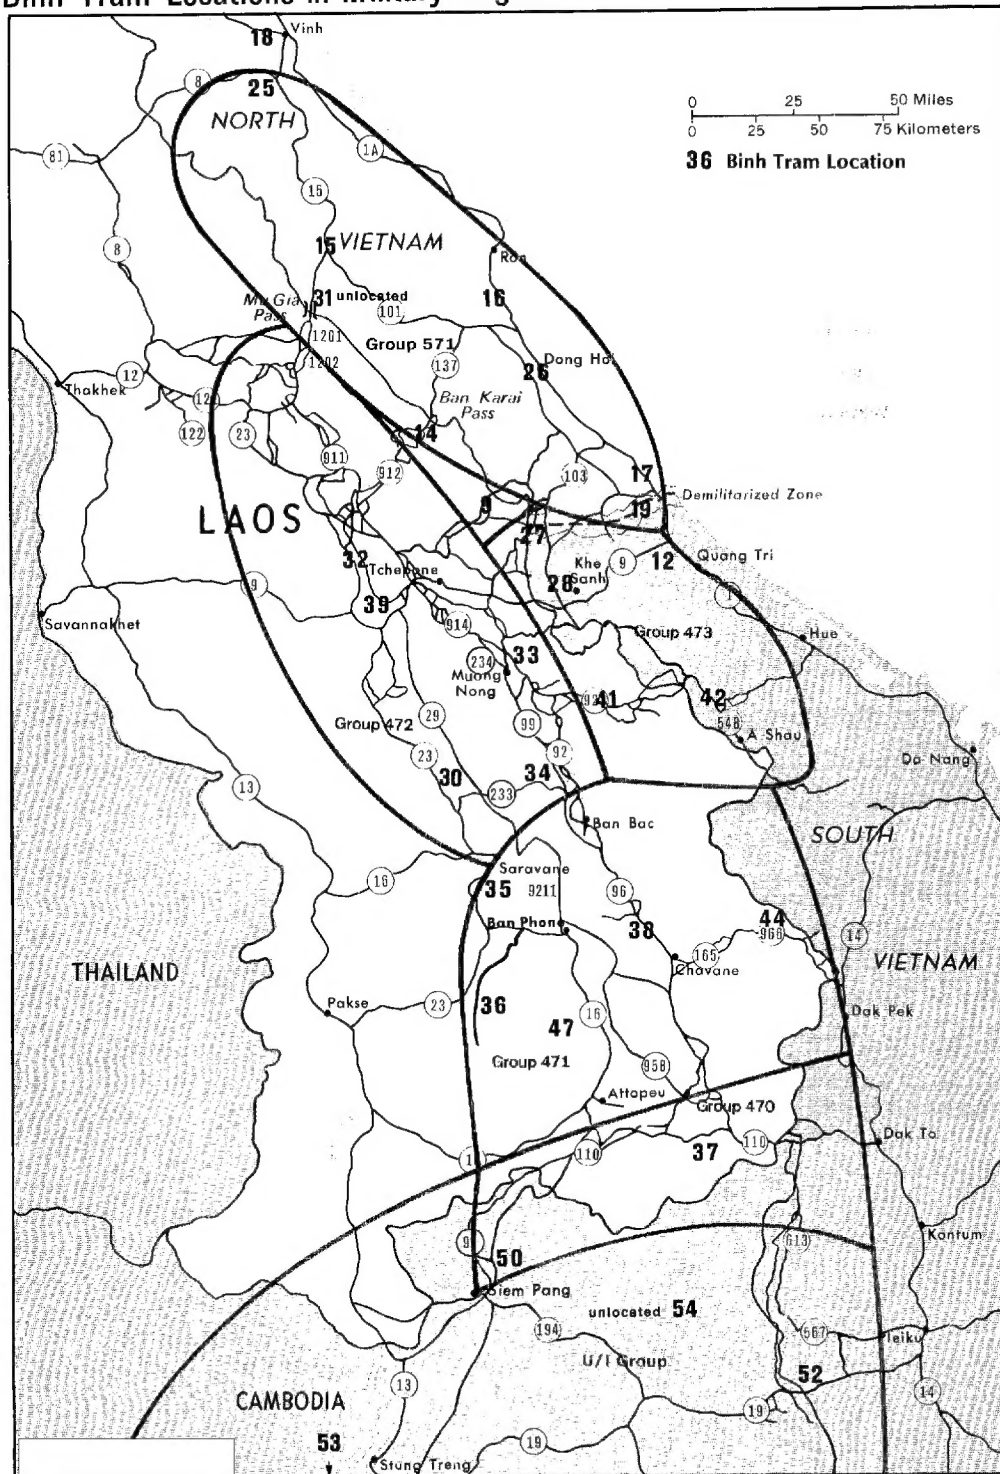 Binh Tram Locations in Military
Vinh
18
8
25
NORTH
0 25 50 Miles
0 25 50 75 Kilometers
36 Binh Tram Location
81
1A
15
8
15 VIETNAM
Ron
Mu Gia Pass
31 unlocated
16
101
1201
Group 571
1202
137
Dong Hoi
26
12
Thakhek
12
Ban Karai Pass
122
23
14
911
912
103
17
Demilitarized Zone
LAOS
9
19
27
32
Tchepone
Khe Sanh
9
12
Quang Tri
28
9
39
1
Savannakhet
914
Group 473
Hue
234
33
Muong Nong
41
42
Group 472
29
99
548
A Shau
23
92
Da Nang
30
34
13
233
Ban Bac
SOUTH
Saravane
16
35
9211
96
Ban Phone
38
44
966
14
165
Chavane
VIETNAM
THAILAND
Pakse
23
36
47
16
Dak Pek
Group 471
958
Attopeu
Group 470
110
37
110
Dak To
613
Kontum
50
Siem Pang
unlocated 54
194
567
Pleiku
U/I Group
52
13
CAMBODIA
14
19
53
19
Stung Treng